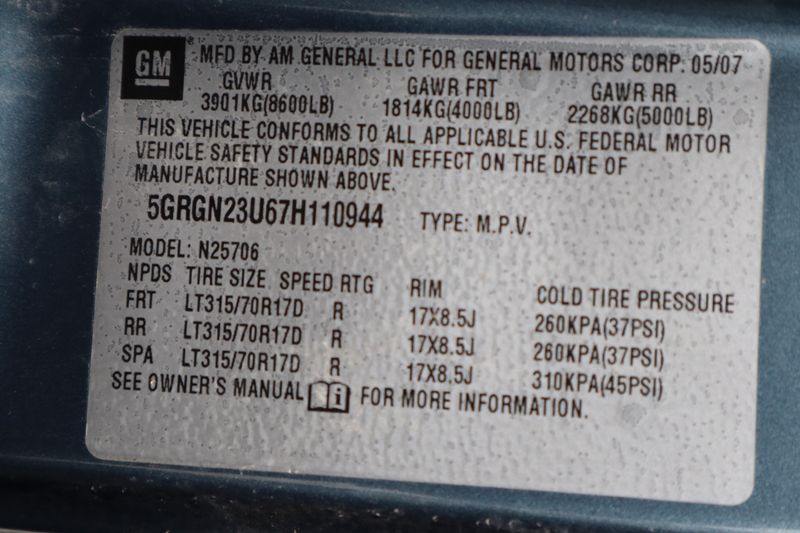 GM MFD BY AM GENERAL LLC FOR GENERAL MOTORS CORP. 05/07
GVWR GAWR FRT GAWR RR
3901KG(8600LB) 1814KG(4000LB) 2268KG(5000LB)
THIS VEHICLE CONFORMS TO ALL APPLICABLE U.S. FEDERAL MOTOR
VEHICLE SAFETY STANDARDS IN EFFECT ON THE DATE OF
MANUFACTURE SHOWN ABOVE.
5GRGN23U67H110944 TYPE: M.P.V.
MODEL: N25706
NPDS TIRE SIZE SPEED RTG RIM COLD TIRE PRESSURE
FRT LT315/70R17D R 17X8.5J 260KPA(37PSI)
RR LT315/70R17D R 17X8.5J 260KPA(37PSI)
SPA LT315/70R17D R 17X8.5J 310KPA(45PSI)
SEE OWNER'S MANUAL i FOR MORE INFORMATION.